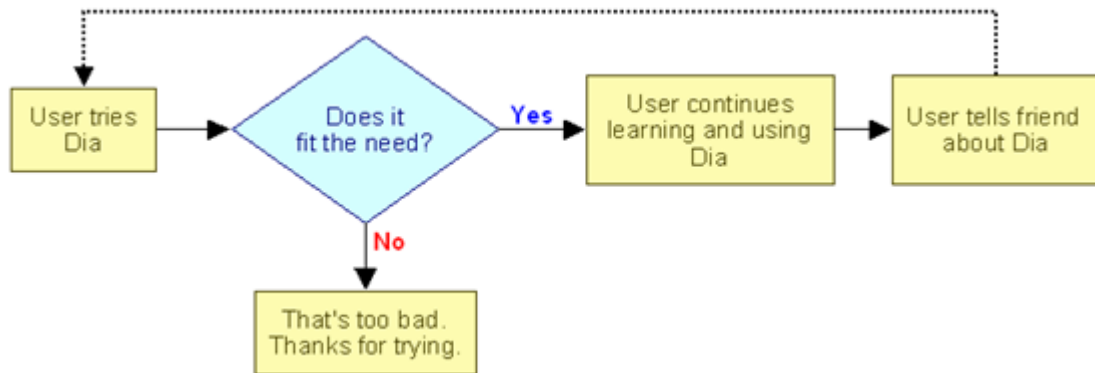 User tries
Dia
Does it
fit the need?
Yes
User continues
learning and using
Dia
User tells friend
about Dia
No
That's too bad.
Thanks for trying.